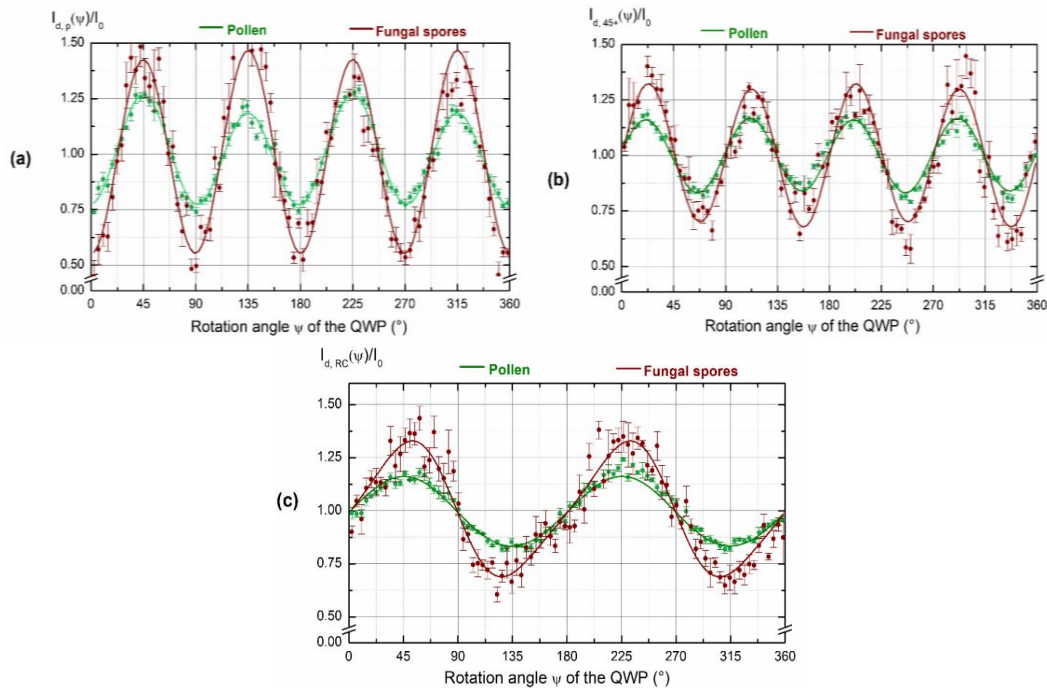 I_d, p(ψ)/I_0
Pollen Fungal spores
1.50
1.25
1.00
0.75
0.50
0.00
(a)
0 45 90 135 180 225 270 315 360
Rotation angle ψ of the QWP (°)
I_d, 45+(ψ)/I_0
Pollen Fungal spores
1.50
1.25
1.00
0.75
0.50
0.00
(b)
0 45 90 135 180 225 270 315 360
Rotation angle ψ of the QWP (°)
I_d, RC(ψ)/I_0
Pollen Fungal spores
1.50
1.25
1.00
0.75
0.50
0.00
(c)
0 45 90 135 180 225 270 315 360
Rotation angle ψ of the QWP (°)